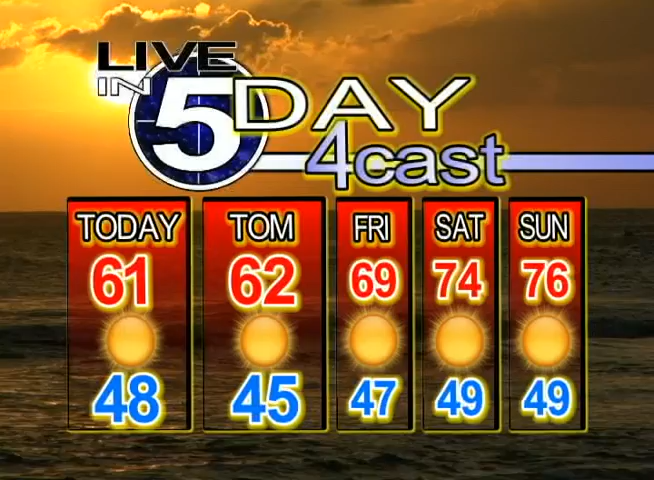 LIVE
IN 5 DAY
4cast
TODAY TOM FRI SAT SUN
61 62 69 74 76
48 45 47 49 49